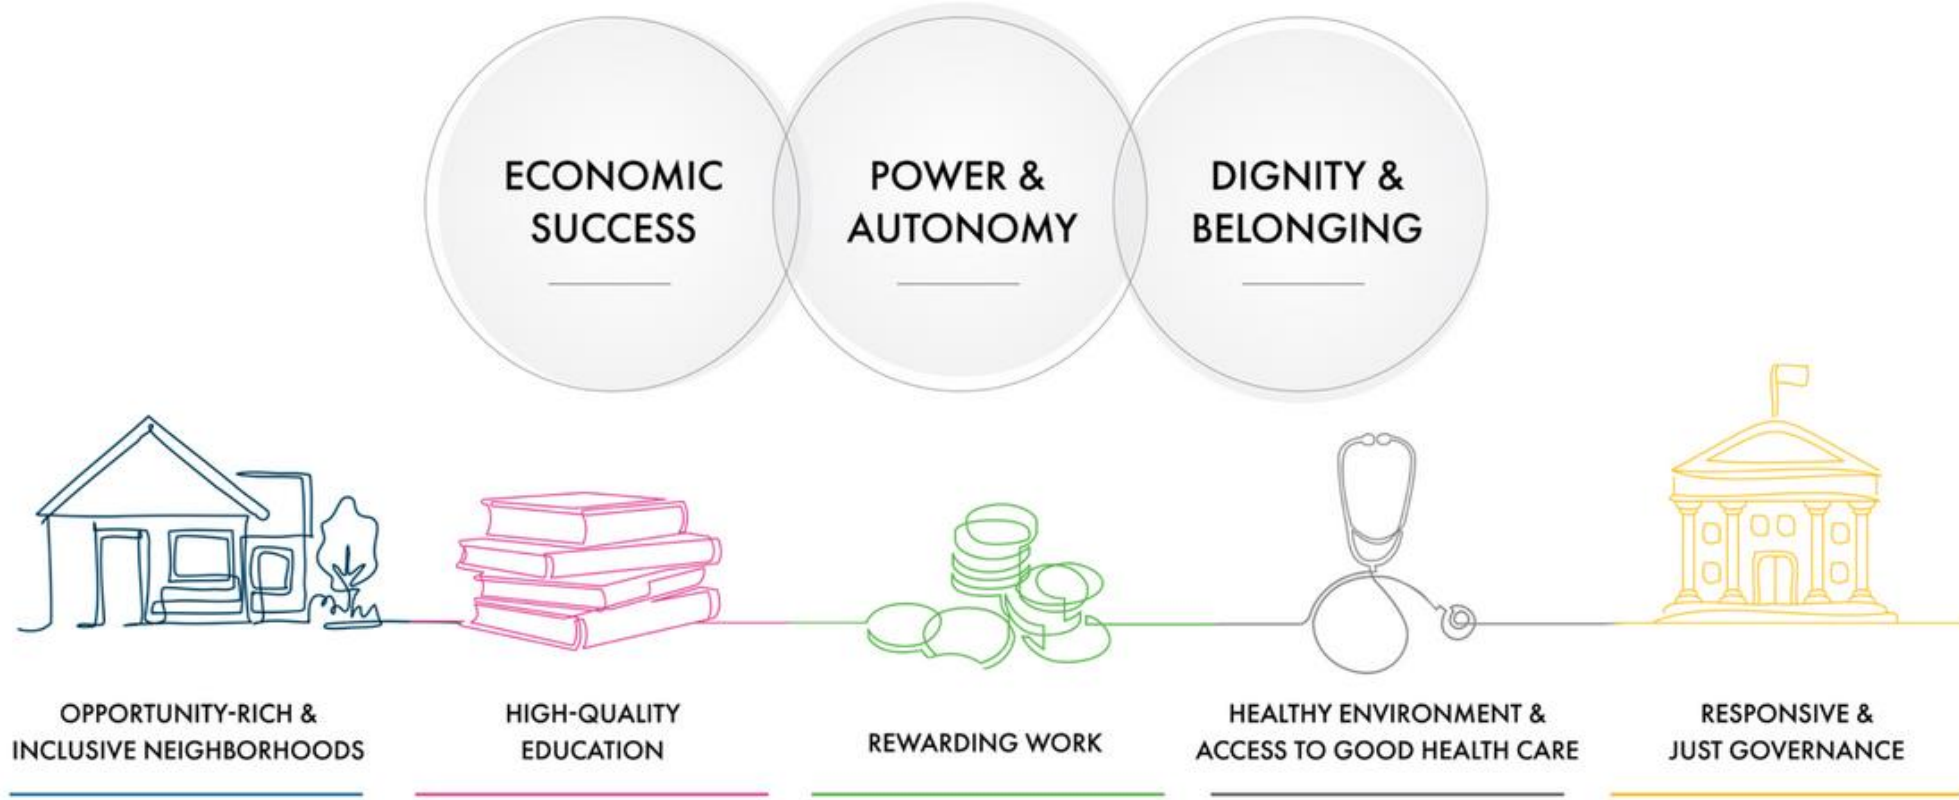 ECONOMIC
SUCCESS
POWER &
AUTONOMY
DIGNITY &
BELONGING
OPPORTUNITY-RICH &
INCLUSIVE NEIGHBORHOODS
HIGH-QUALITY
EDUCATION
REWARDING WORK
HEALTHY ENVIRONMENT &
ACCESS TO GOOD HEALTH CARE
RESPONSIVE &
JUST GOVERNANCE